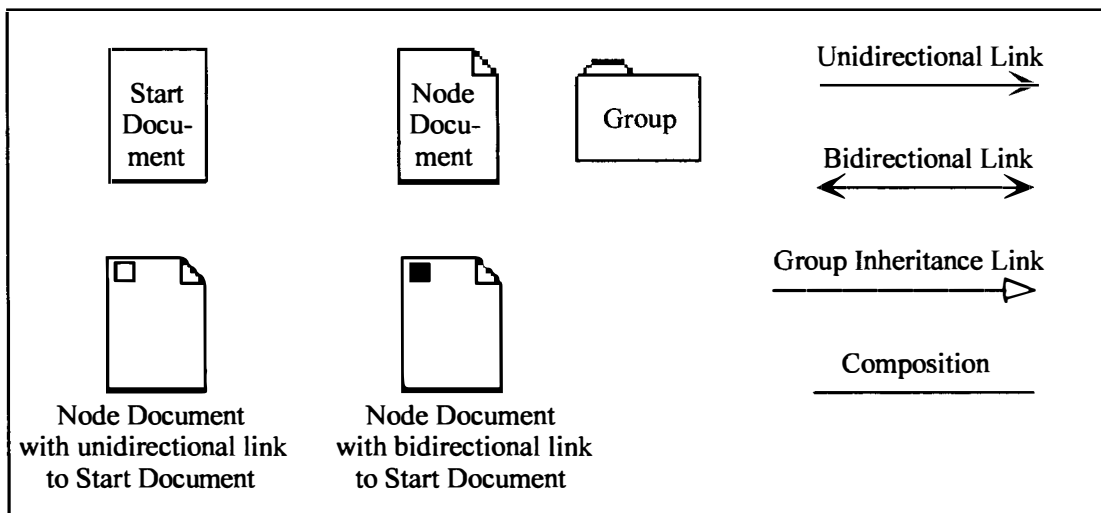 Start
Docu-
ment
Node
Docu-
ment
Group
Unidirectional Link
Bidirectional Link
Group Inheritance Link
Composition
Node Document
with unidirectional link
to Start Document
Node Document
with bidirectional link
to Start Document